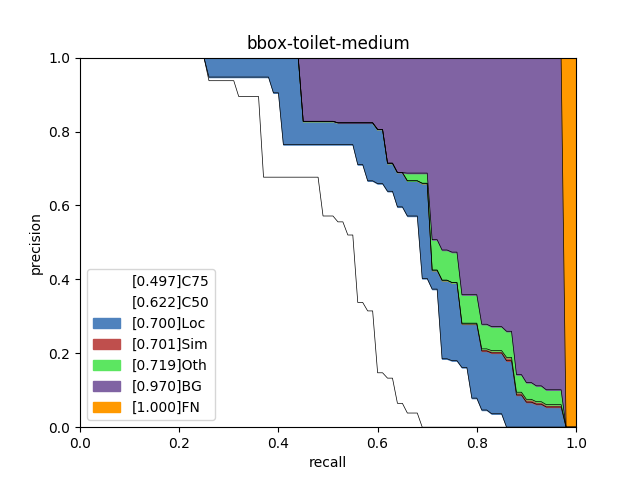 bbox-toilet-medium
1.0
0.8
0.6
0.4
0.2
0.0
precision
[0.497]C75
[0.622]C50
[0.700]Loc
[0.701]Sim
[0.719]Oth
[0.970]BG
[1.000]FN
0.0 0.2 0.4 0.6 0.8 1.0
recall